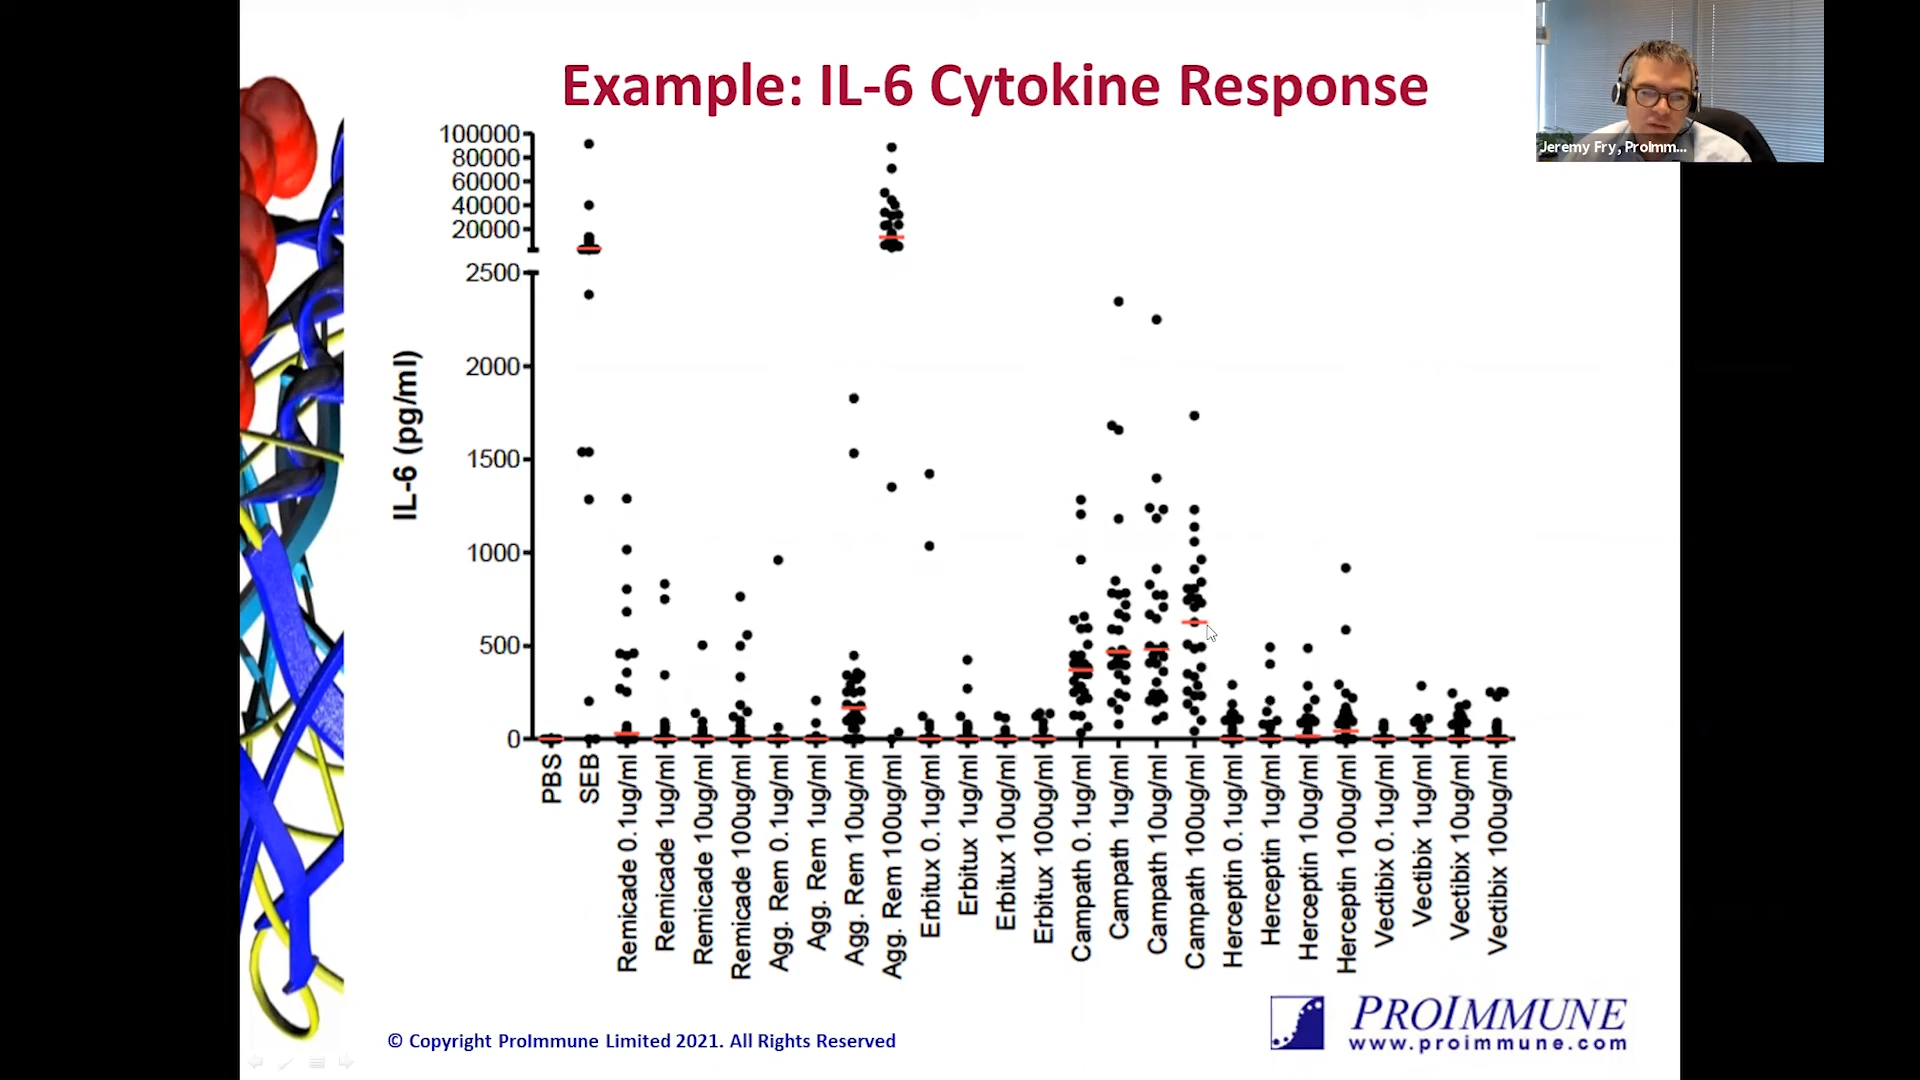 Example: IL-6 Cytokine Response
Jeremy Fry, ProImm...
100000
80000
60000
40000
20000
2500
2000
1500
1000
500
0
IL-6 (pg/ml)
PBS
SEB
Remicade 0.1ug/ml
Remicade 1ug/ml
Remicade 10ug/ml
Remicade 100ug/ml
Agg. Rem 0.1ug/ml
Agg. Rem 1ug/ml
Agg. Rem 10ug/ml
Agg. Rem 100ug/ml
Erbitux 0.1ug/ml
Erbitux 1ug/ml
Erbitux 10ug/ml
Erbitux 100ug/ml
Campath 0.1ug/ml
Campath 1ug/ml
Campath 10ug/ml
Campath 100ug/ml
Herceptin 0.1ug/ml
Herceptin 1ug/ml
Herceptin 10ug/ml
Herceptin 100ug/ml
Vectibix 0.1ug/ml
Vectibix 1ug/ml
Vectibix 10ug/ml
Vectibix 100ug/ml
© Copyright ProImmune Limited 2021. All Rights Reserved
PROIMMUNE
www.proimmune.com